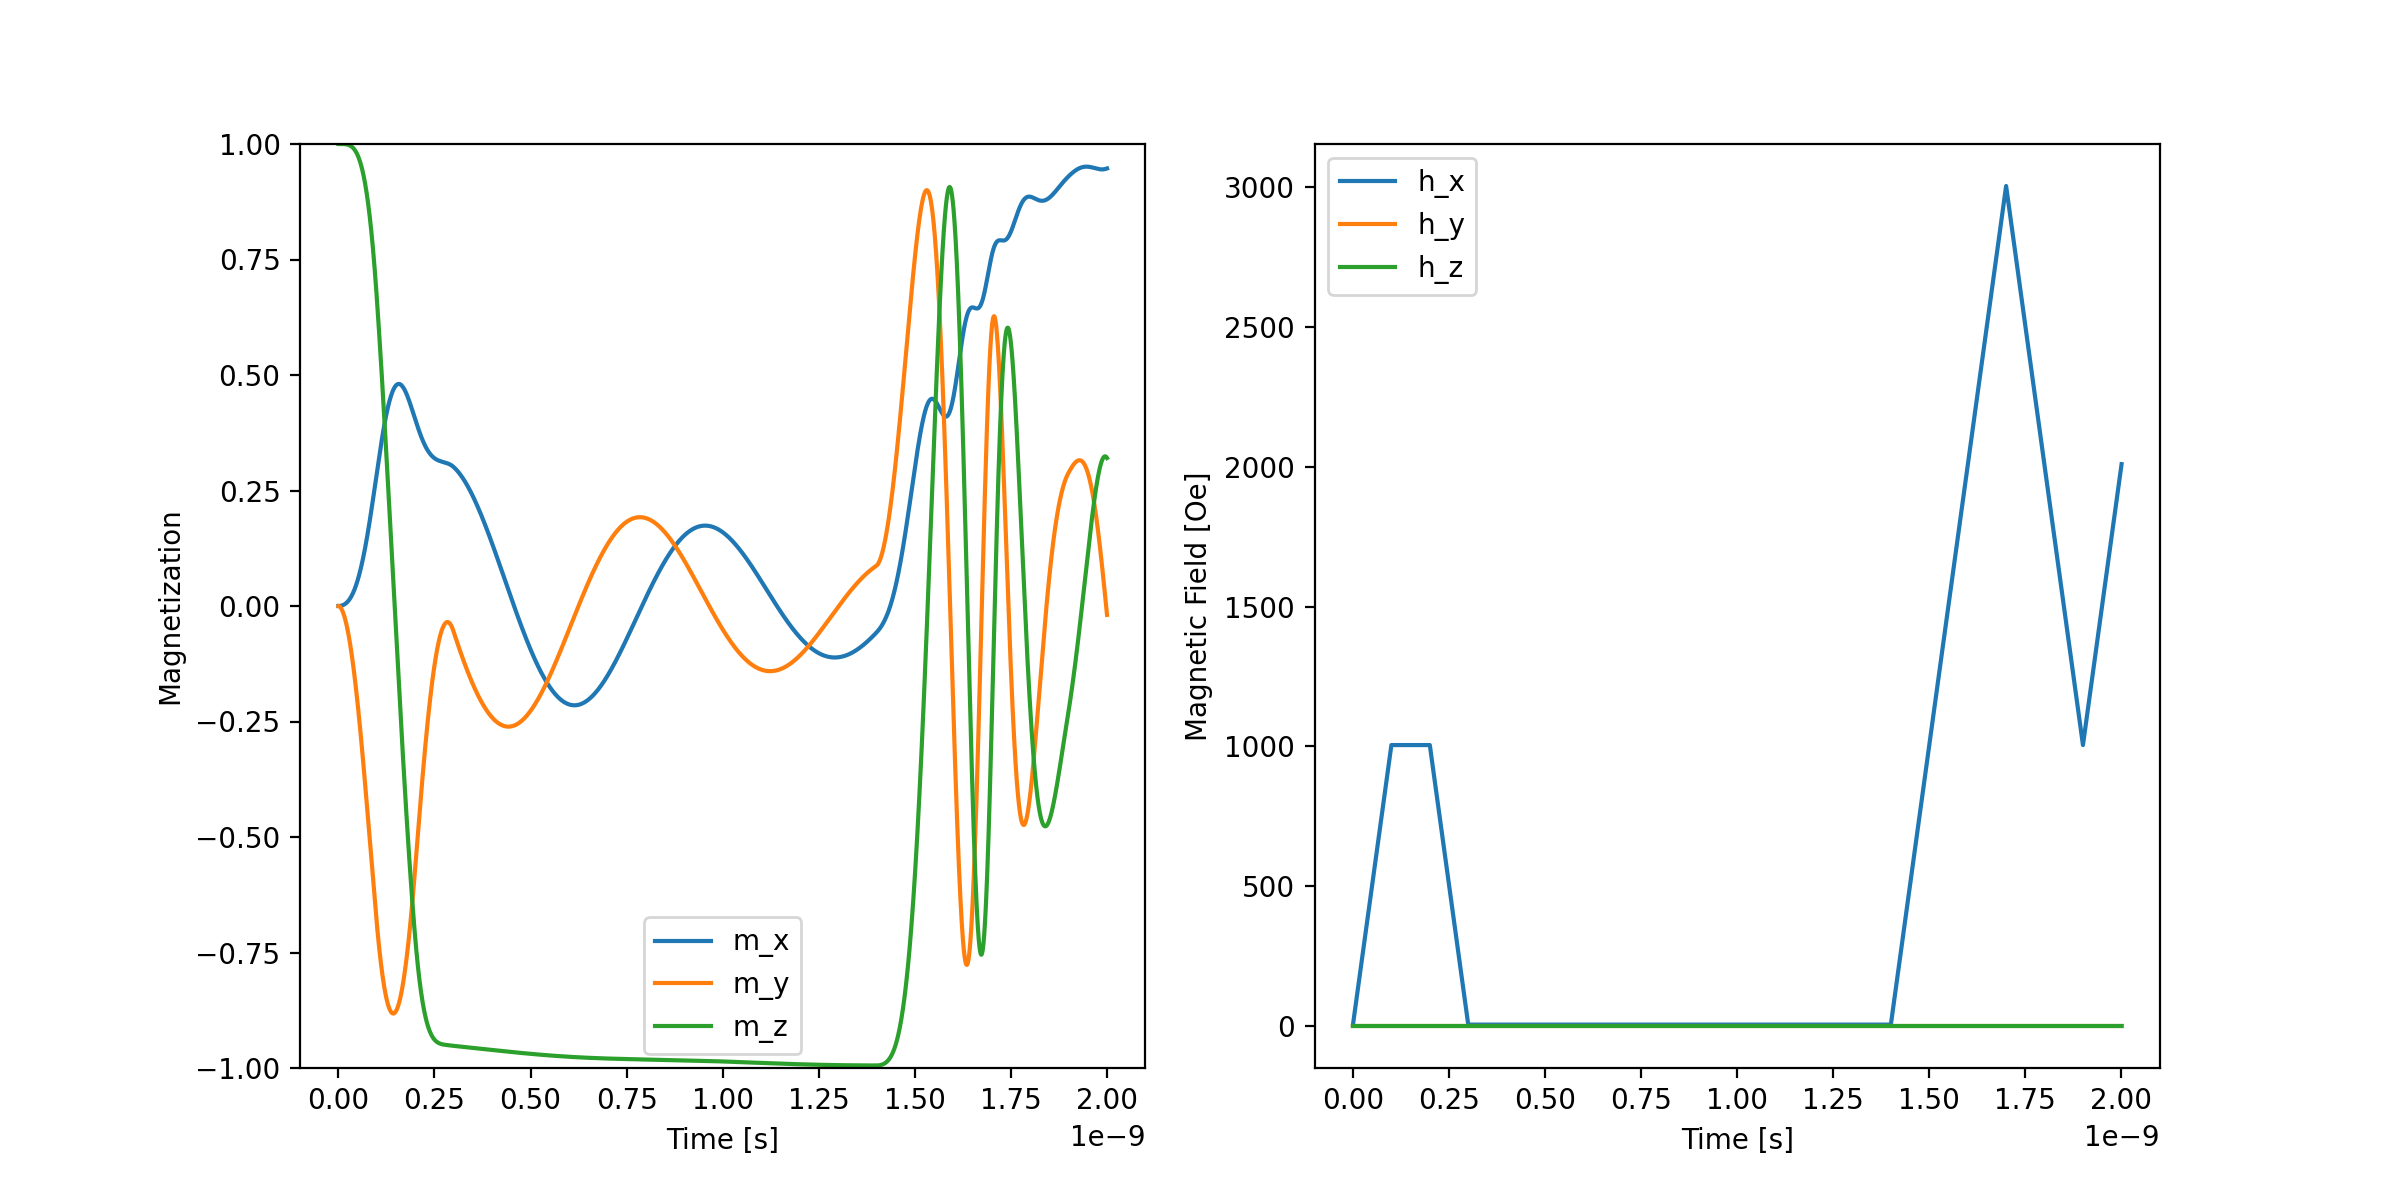 1.00
0.75
0.50
0.25
0.00
−0.25
−0.50
−0.75
−1.00
Magnetization
m_x
m_y
m_z
0.00 0.25 0.50 0.75 1.00 1.25 1.50 1.75 2.00
Time [s]
1e−9
3000
2500
2000
1500
1000
500
0
Magnetic Field [Oe]
h_x
h_y
h_z
0.00 0.25 0.50 0.75 1.00 1.25 1.50 1.75 2.00
Time [s]
1e−9